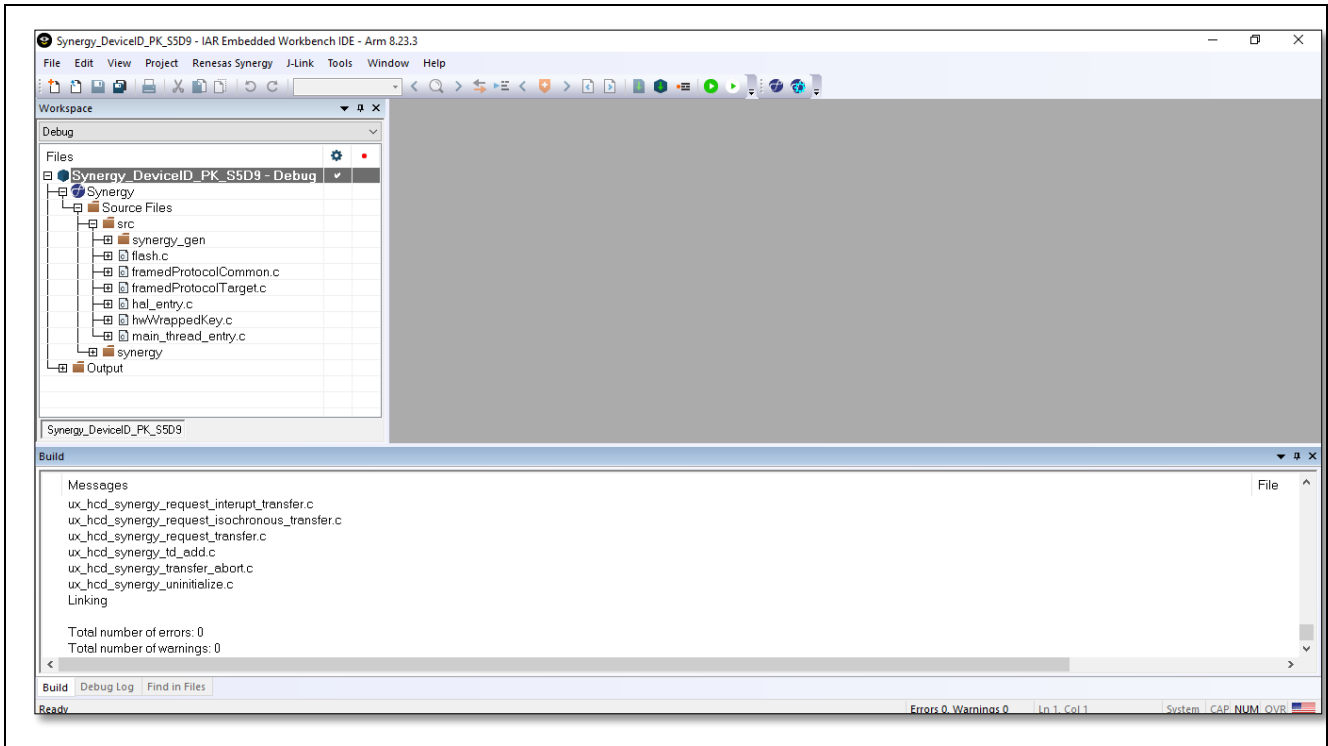 Synergy_DeviceID_PK_S5D9 - IAR Embedded Workbench IDE - Arm 8.23.3
File Edit View Project Renesas Synergy J-Link Tools Window Help
Workspace
Debug
Files
Synergy_DeviceID_PK_S5D9 - Debug
Synergy
Source Files
src
synergy_gen
flash.c
framedProtocolCommon.c
framedProtocolTarget.c
hal_entry.c
hwWrappedKey.c
main_thread_entry.c
synergy
Output
Synergy_DeviceID_PK_S5D9
Build
Messages File
ux_hcd_synergy_request_interupt_transfer.c
ux_hcd_synergy_request_isochronous_transfer.c
ux_hcd_synergy_request_transfer.c
ux_hcd_synergy_td_add.c
ux_hcd_synergy_transfer_abort.c
ux_hcd_synergy_uninitialize.c
Linking
Total number of errors: 0
Total number of warnings: 0
Build Debug Log Find in Files
Ready Errors 0, Warnings 0 Ln 1, Col 1 System CAP NUM OVR